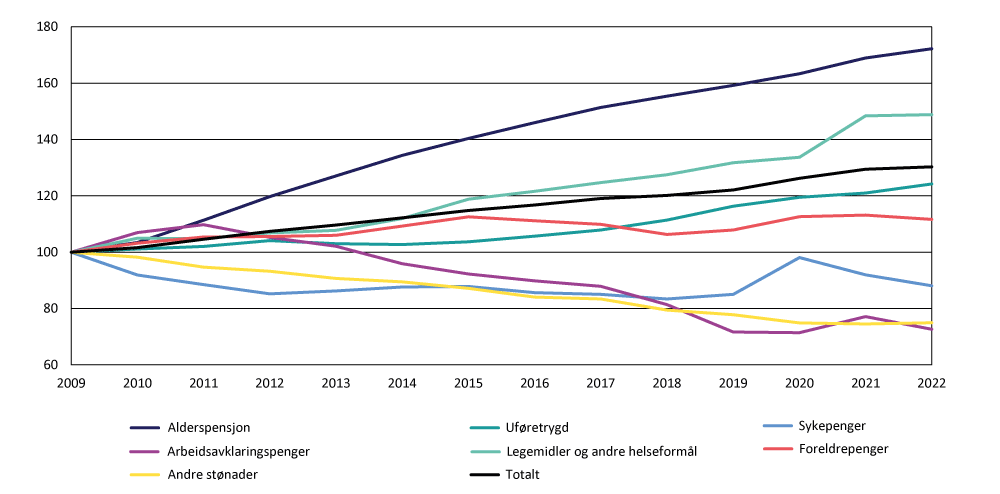 180
160
140
120
100
80
60
2009 2010 2011 2012 2013 2014 2015 2016 2017 2018 2019 2020 2021 2022
Alderspensjon Uføretrygd Sykepenger
Arbeidsavklaringspenger Legemidler og andre helseformål Foreldrepenger
Andre stønader Totalt